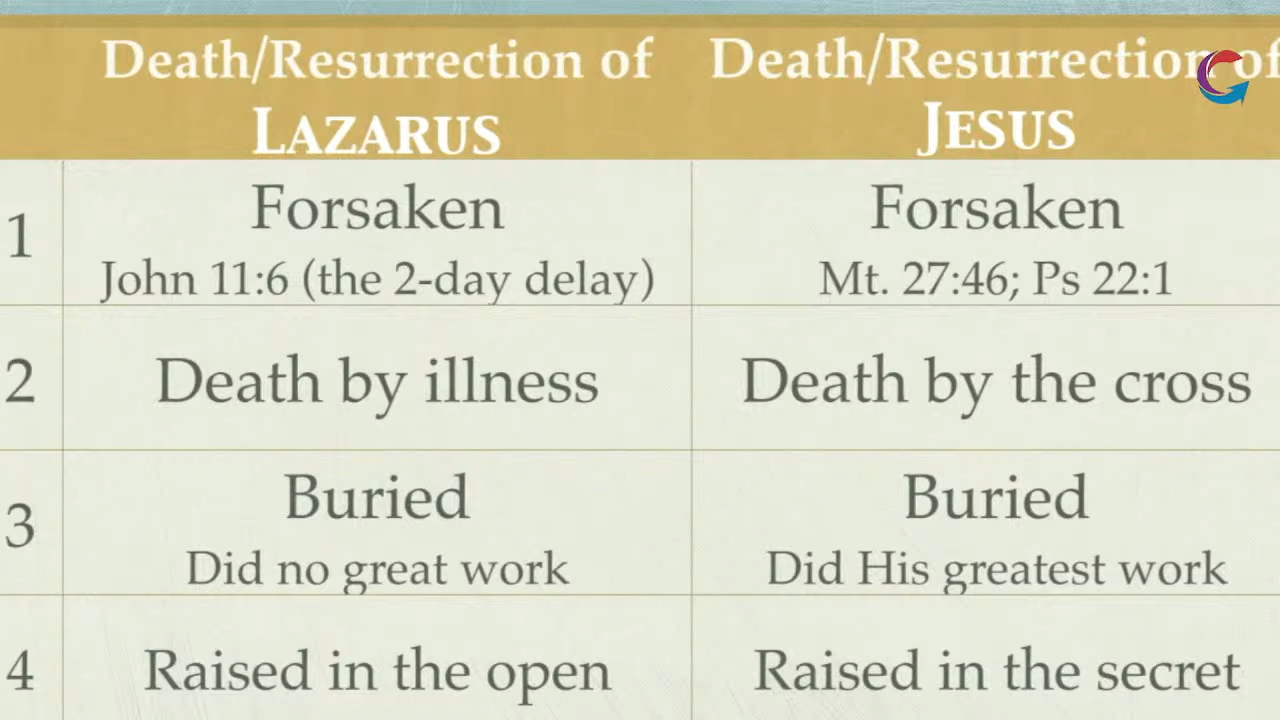 Death/Resurrection of Death/Resurrection of
LAZARUS JESUS
1 Forsaken Forsaken
John 11:6 (the 2-day delay) Mt. 27:46; Ps 22:1
2 Death by illness Death by the cross
3 Buried Buried
Did no great work Did His greatest work
4 Raised in the open Raised in the secret